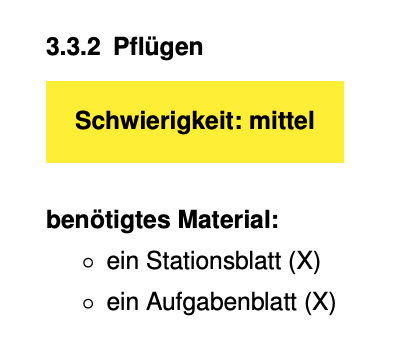 3.3.2 Pflügen
Schwierigkeit: mittel
benötigtes Material:
◦ ein Stationsblatt (X)
◦ ein Aufgabenblatt (X)